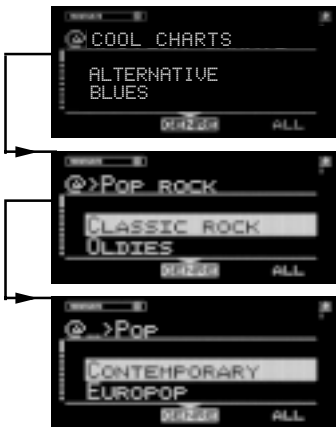 @ COOL CHARTS
ALTERNATIVE
BLUES
ALL
@>POP ROCK
CLASSIC ROCK
OLDIES
ALL
@_>POP
CONTEMPORARY
EUROPOP
ALL